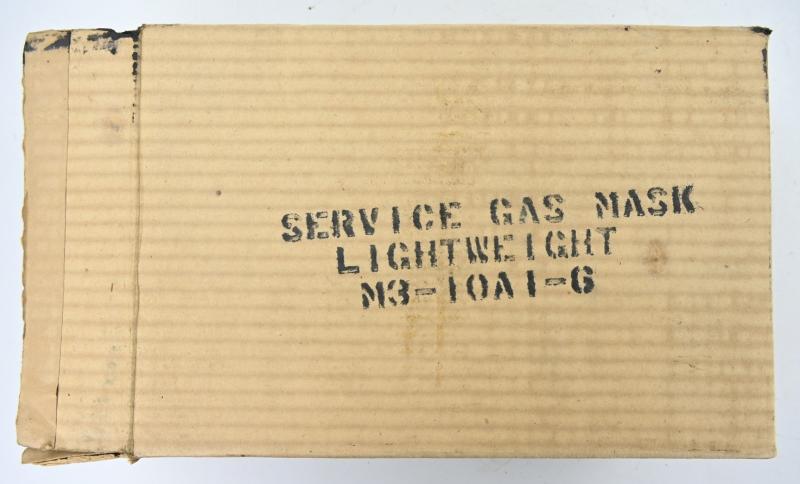 SERVICE GAS MASK
LIGHTWEIGHT
M3-10A1-6